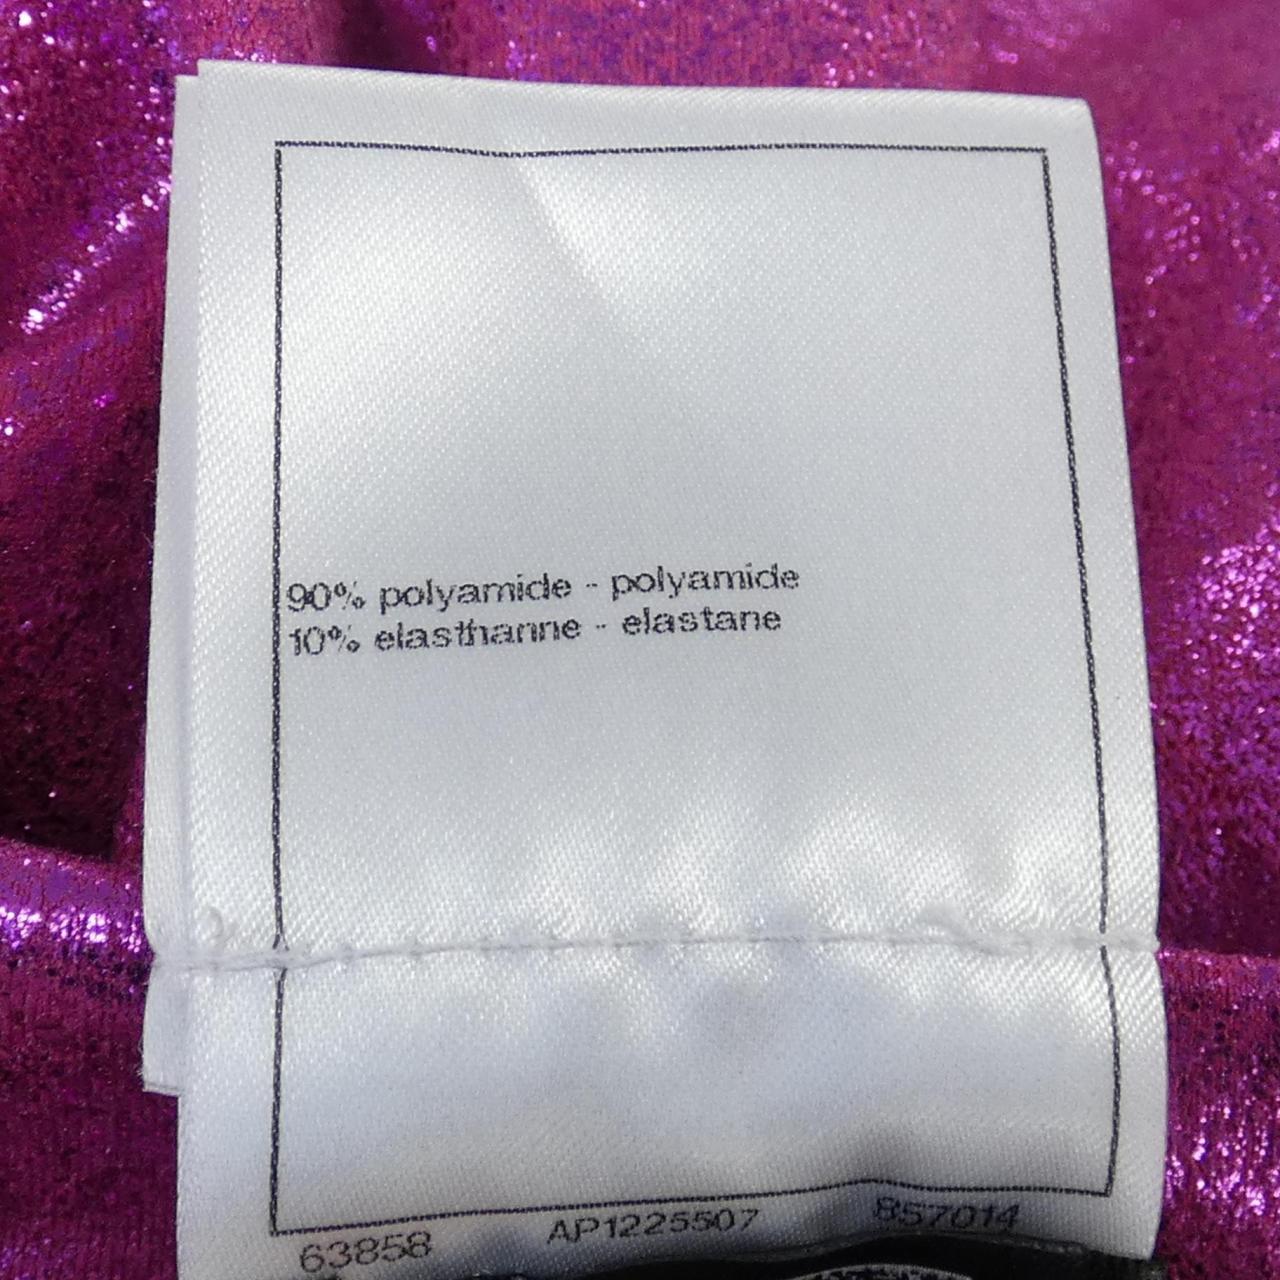 90% polyamide - polyamide
10% elasthanne - elastane
63858 AP1225507 857014